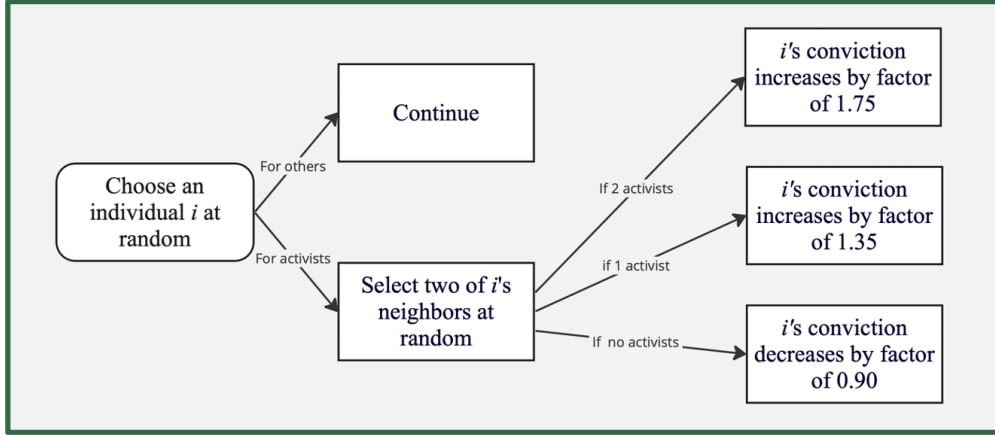 Choose an
individual i at
random
For others
For activists
Continue
Select two of i's
neighbors at
random
If 2 activists
if 1 activist
If no activists
i's conviction
increases by factor
of 1.75
i's conviction
increases by factor
of 1.35
i's conviction
decreases by factor
of 0.90